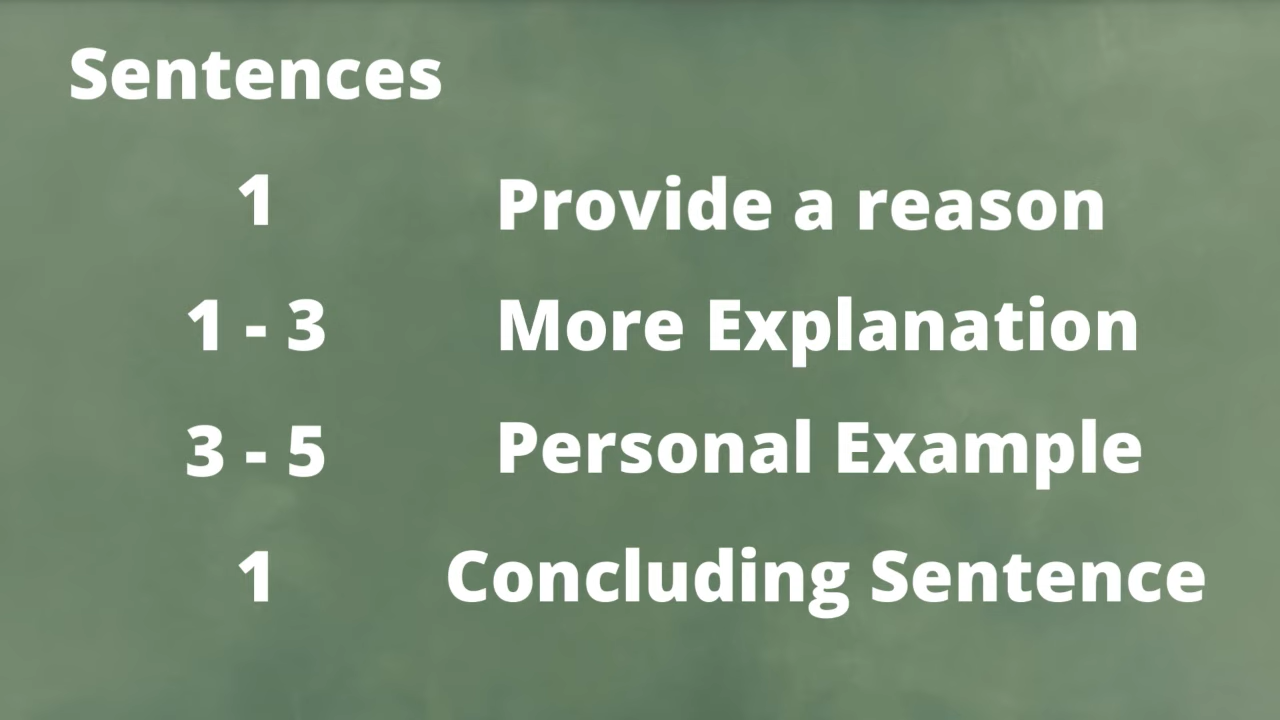 Sentences
1 Provide a reason
1 - 3 More Explanation
3 - 5 Personal Example
1 Concluding Sentence